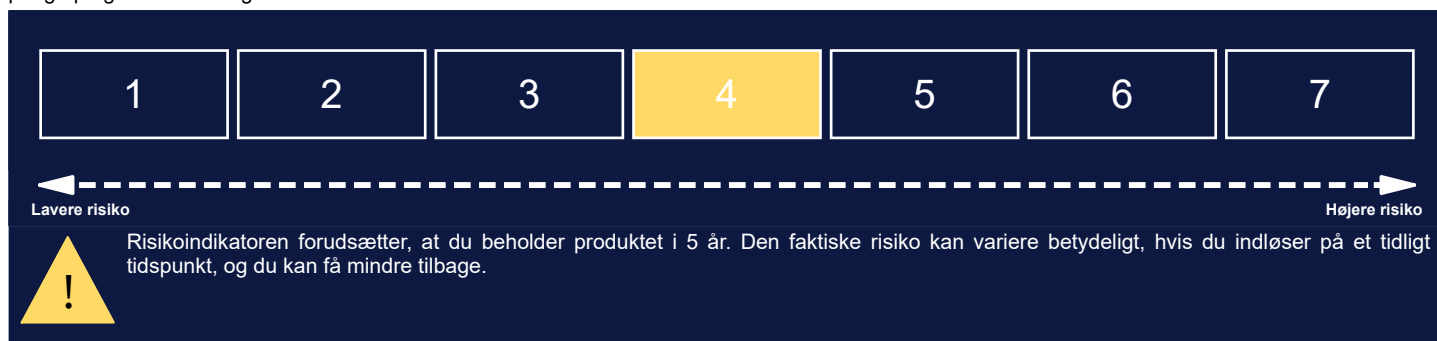 1 2 3 4 5 6 7
Lavere risiko Højere risiko
Risikoindikatoren forudsætter, at du beholder produktet i 5 år. Den faktiske risiko kan variere betydeligt, hvis du indløser på et tidligt
tidspunkt, og du kan få mindre tilbage.
!